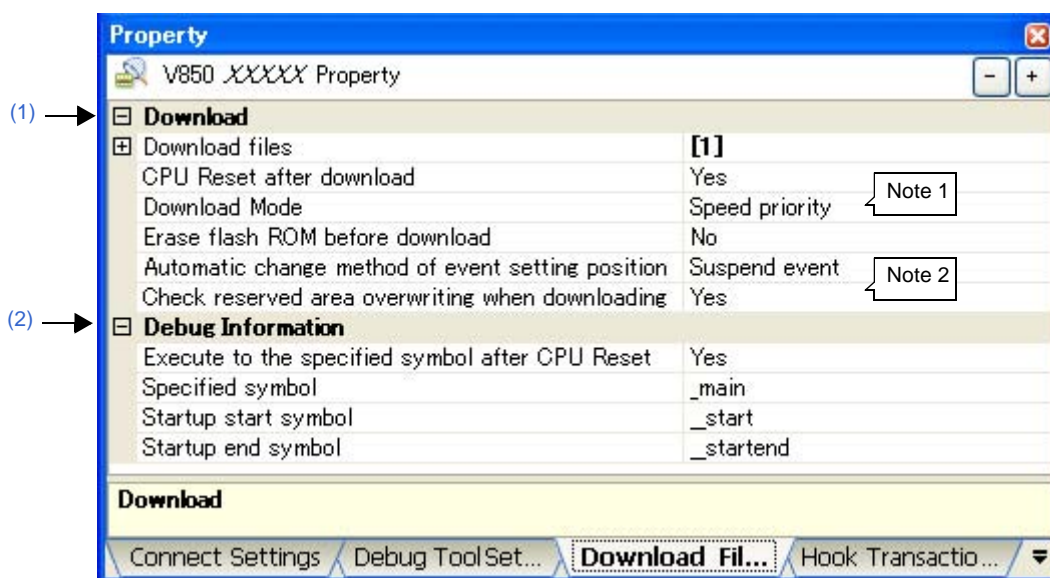 Property
V850 XXXXX Property
(1)
Download
Download files [1]
CPU Reset after download Yes
Download Mode Speed priority
Note 1
Erase flash ROM before download No
Automatic change method of event setting position Suspend event
Note 2
Check reserved area overwriting when downloading Yes
(2)
Debug Information
Execute to the specified symbol after CPU Reset Yes
Specified symbol _main
Startup start symbol __start
Startup end symbol __startend
Download
Connect Settings Debug Tool Set... Download Fil... Hook Transactio...